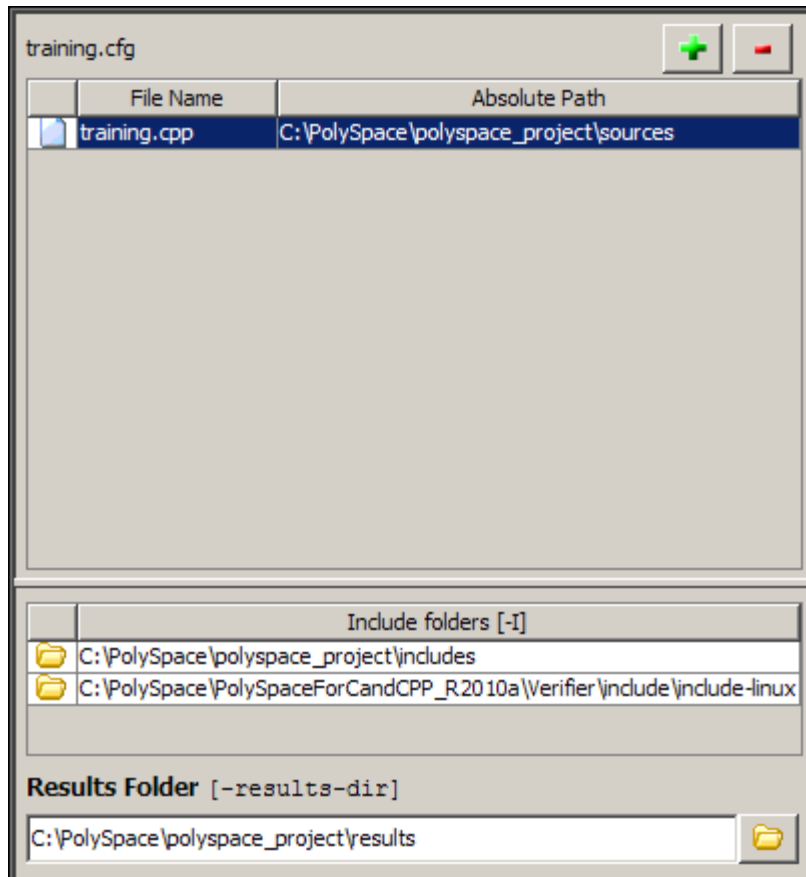 training.cfg
File Name Absolute Path
training.cpp C:\PolySpace\polyspace_project\sources
Include folders [-I]
C:\PolySpace\polyspace_project\includes
C:\PolySpace\PolySpaceForCandCPP_R2010a\Verifier\include\include-linux
Results Folder [-results-dir]
C:\PolySpace\polyspace_project\results